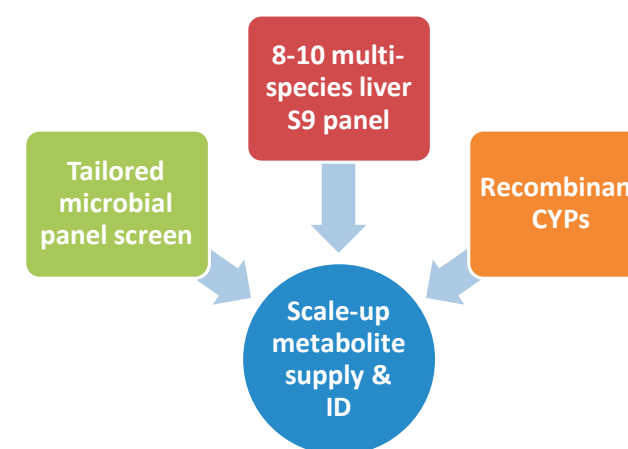 8-10 multi-
species liver
S9 panel
Tailored
microbial
panel screen
Recombinan
CYPs
Scale-up
metabolite
supply &
ID